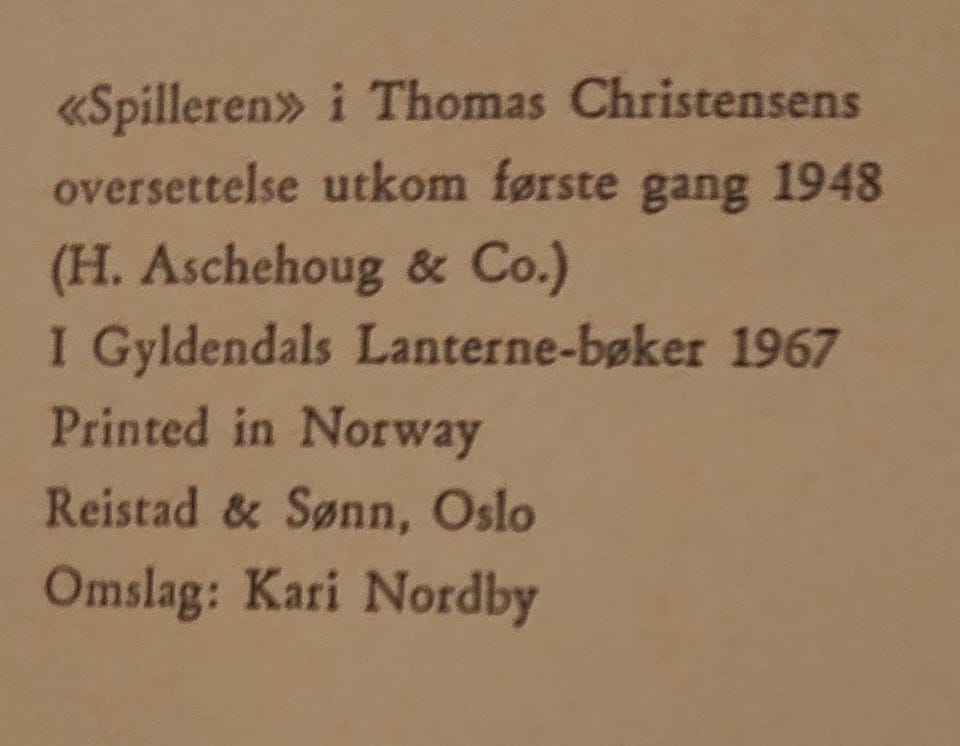 «Spilleren» i Thomas Christensens
oversettelse utkom første gang 1948
(H. Aschehoug & Co.)
I Gyldendals Lanterne-bøker 1967
Printed in Norway
Reistad & Sønn, Oslo
Omslag: Kari Nordby